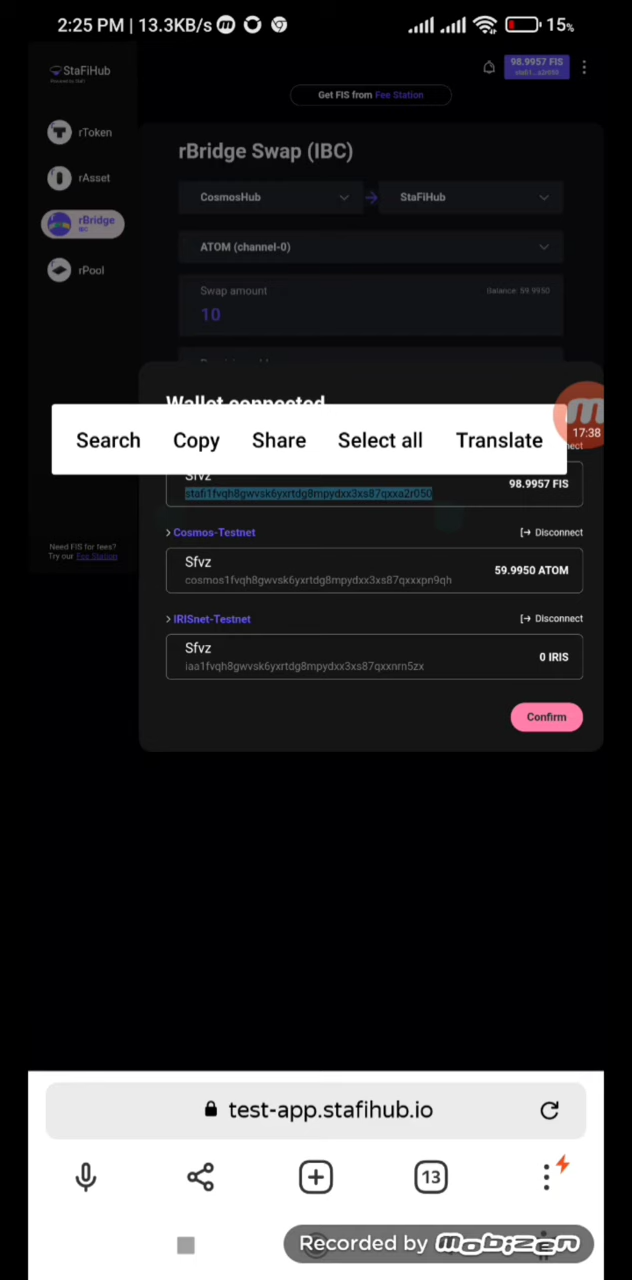 2:25 PM | 13.3KB/s
15%
StaFiHub
98.9957 FIS
stafi1...a2r050
Get FIS from Fee Station
rToken
rAsset
rBridge
IBC
rPool
rBridge Swap (IBC)
CosmosHub
StaFiHub
ATOM (channel-0)
Swap amount
Balance: 59.9950
10
Wallet connected
Search Copy Share Select all Translate
17:38
Sfvz
stafi1fvqh8gwvsk6yxrtdg8mpydxx3xs87qxxa2r050
98.9957 FIS
Cosmos-Testnet
Disconnect
Sfvz
cosmos1fvqh8gwvsk6yxrtdg8mpydxx3xs87qxxxpn9qh
59.9950 ATOM
IRISnet-Testnet
Disconnect
Sfvz
iaa1fvqh8gwvsk6yxrtdg8mpydxx3xs87qxxnrn5zx
0 IRIS
Confirm
Need FIS for fees?
Try our Fee Station
test-app.stafihub.io
13
Recorded by mobizen